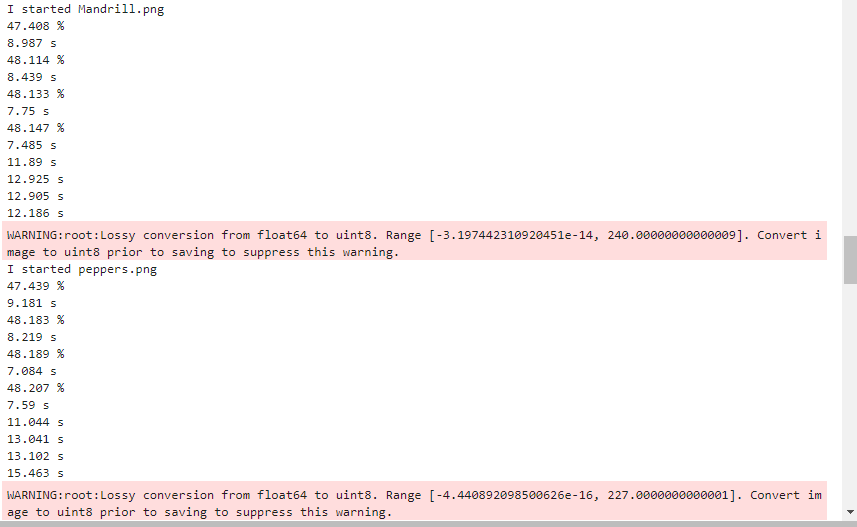 I started Mandrill.png
47.408 %
8.987 s
48.114 %
8.439 s
48.133 %
7.75 s
48.147 %
7.485 s
11.89 s
12.925 s
12.905 s
12.186 s
WARNING:root:Lossy conversion from float64 to uint8. Range [-3.197442310920451e-14, 240.00000000000009]. Convert i
mage to uint8 prior to saving to suppress this warning.
I started peppers.png
47.439 %
9.181 s
48.183 %
8.219 s
48.189 %
7.084 s
48.207 %
7.59 s
11.044 s
13.041 s
13.102 s
15.463 s
WARNING:root:Lossy conversion from float64 to uint8. Range [-4.440892098500626e-16, 227.0000000000001]. Convert im
age to uint8 prior to saving to suppress this warning.